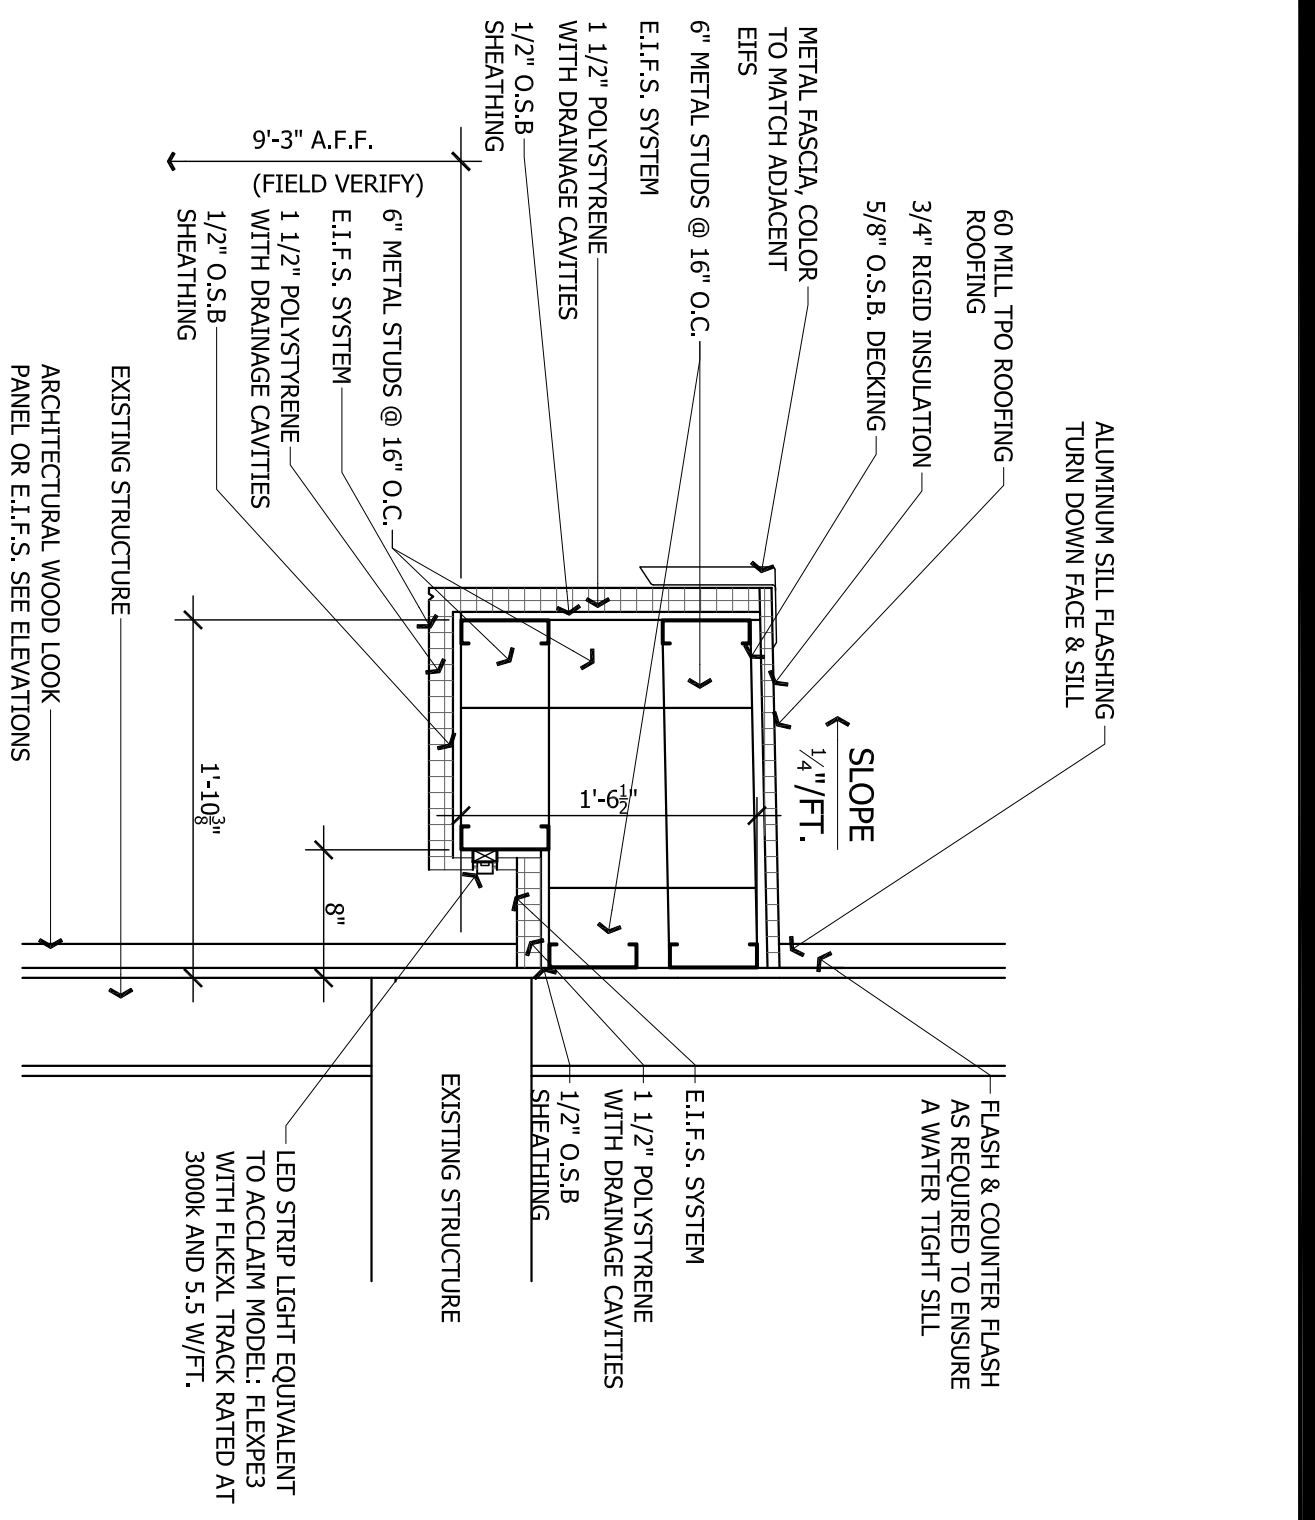 ALUMINUM SILL FLASHING
TURN DOWN FACE & SILL
60 MILL TPO ROOFING
ROOFING
3/4" RIGID INSULATION
5/8" O.S.B. DECKING
METAL FASCIA, COLOR
TO MATCH ADJACENT
EIFS
6" METAL STUDS @ 16" O.C.
E.I.F.S. SYSTEM
1 1/2" POLYSTYRENE
WITH DRAINAGE CAVITIES
1/2" O.S.B
SHEATHING
9'-3" A.F.F.
(FIELD VERIFY)
6" METAL STUDS @ 16" O.C.
E.I.F.S. SYSTEM
1 1/2" POLYSTYRENE
WITH DRAINAGE CAVITIES
1/2" O.S.B
SHEATHING
EXISTING STRUCTURE
ARCHITECTURAL WOOD LOOK
PANEL OR E.I.F.S. SEE ELEVATIONS
SLOPE
1/4"/FT.
1'-6 1/2"
1'-10 3/8"
8"
FLASH & COUNTER FLASH
AS REQUIRED TO ENSURE
A WATER TIGHT SILL
E.I.F.S. SYSTEM
1 1/2" POLYSTYRENE
WITH DRAINAGE CAVITIES
1/2" O.S.B
SHEATHING
EXISTING STRUCTURE
LED STRIP LIGHT EQUIVALENT
TO ACCLAIM MODEL: FLEXPE3
WITH FLKEXL TRACK RATED AT
3000k AND 5.5 W/FT.